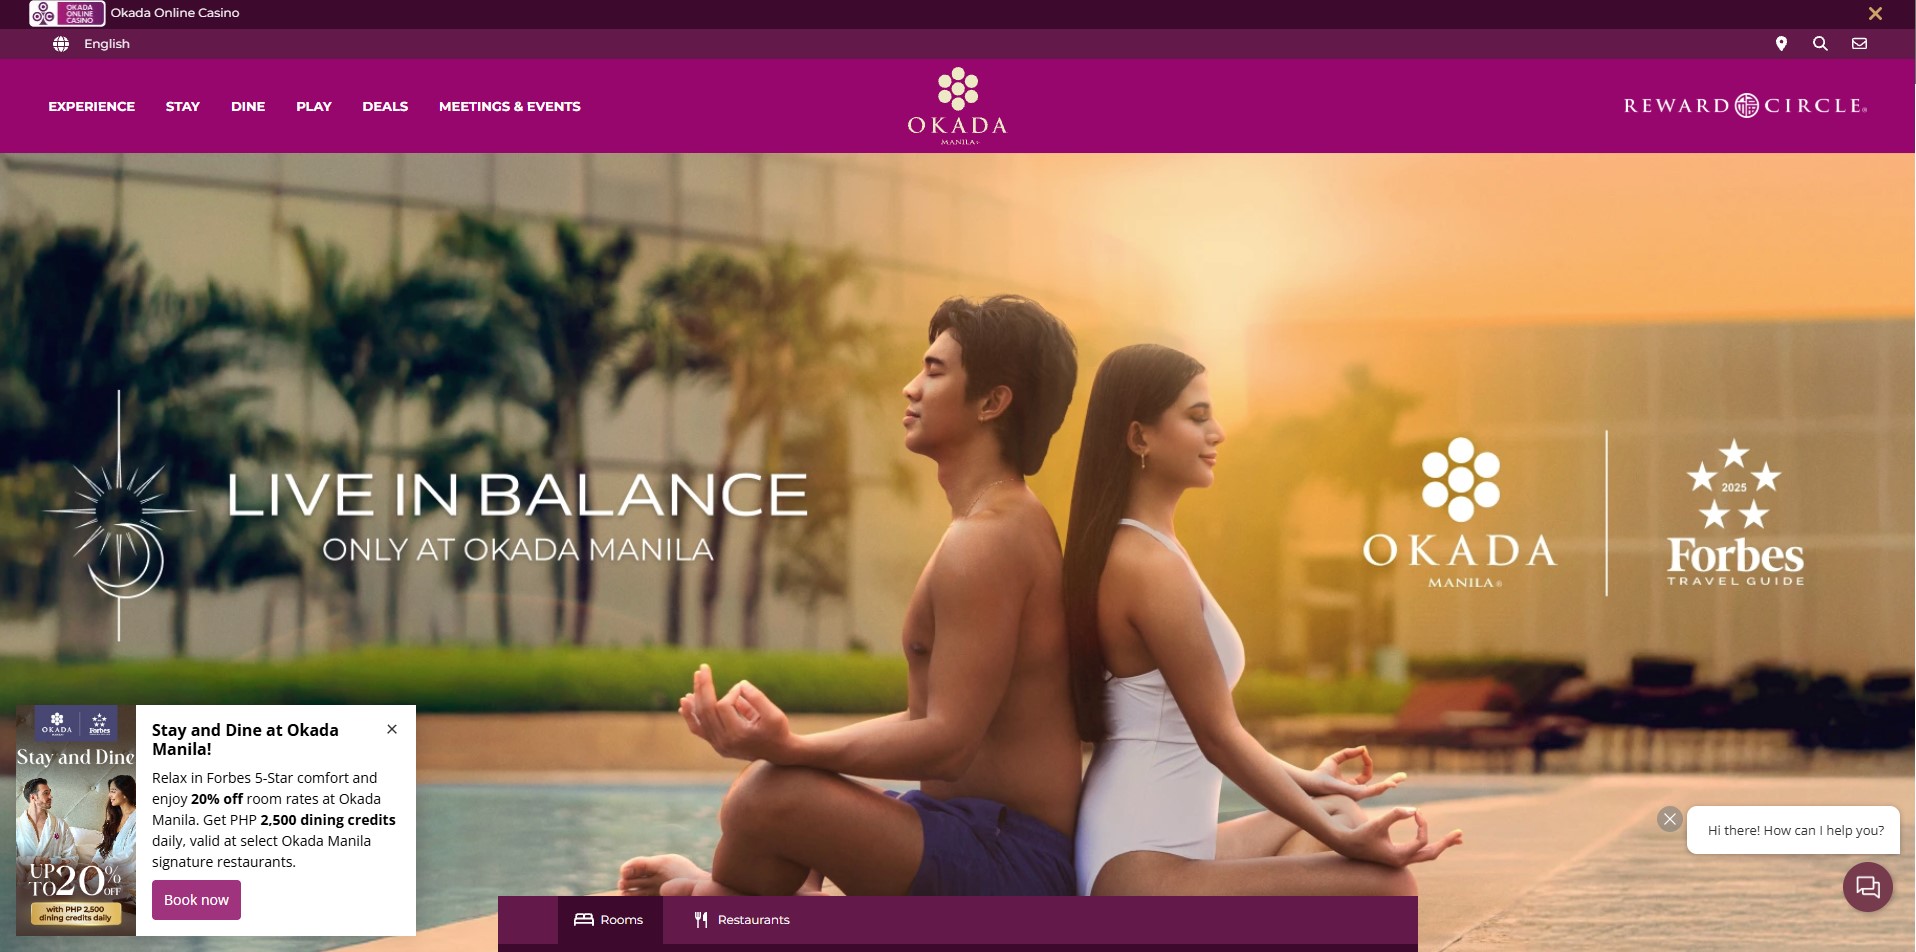 OKADA
ONLINE
CASINO
Okada Online Casino
English
EXPERIENCE STAY DINE PLAY DEALS MEETINGS & EVENTS
OKADA
MANILA
REWARD CIRCLE®
LIVE IN BALANCE
ONLY AT OKADA MANILA
OKADA
MANILA®
2025
Forbes
TRAVEL GUIDE
OKADA
Forbes
Stay and Dine
UP
TO 20% OFF
with PHP 2,500
dining credits daily
Stay and Dine at Okada
Manila!
Relax in Forbes 5-Star comfort and
enjoy 20% off room rates at Okada
Manila. Get PHP 2,500 dining credits
daily, valid at select Okada Manila
signature restaurants.
Book now
Hi there! How can I help you?
Rooms Restaurants